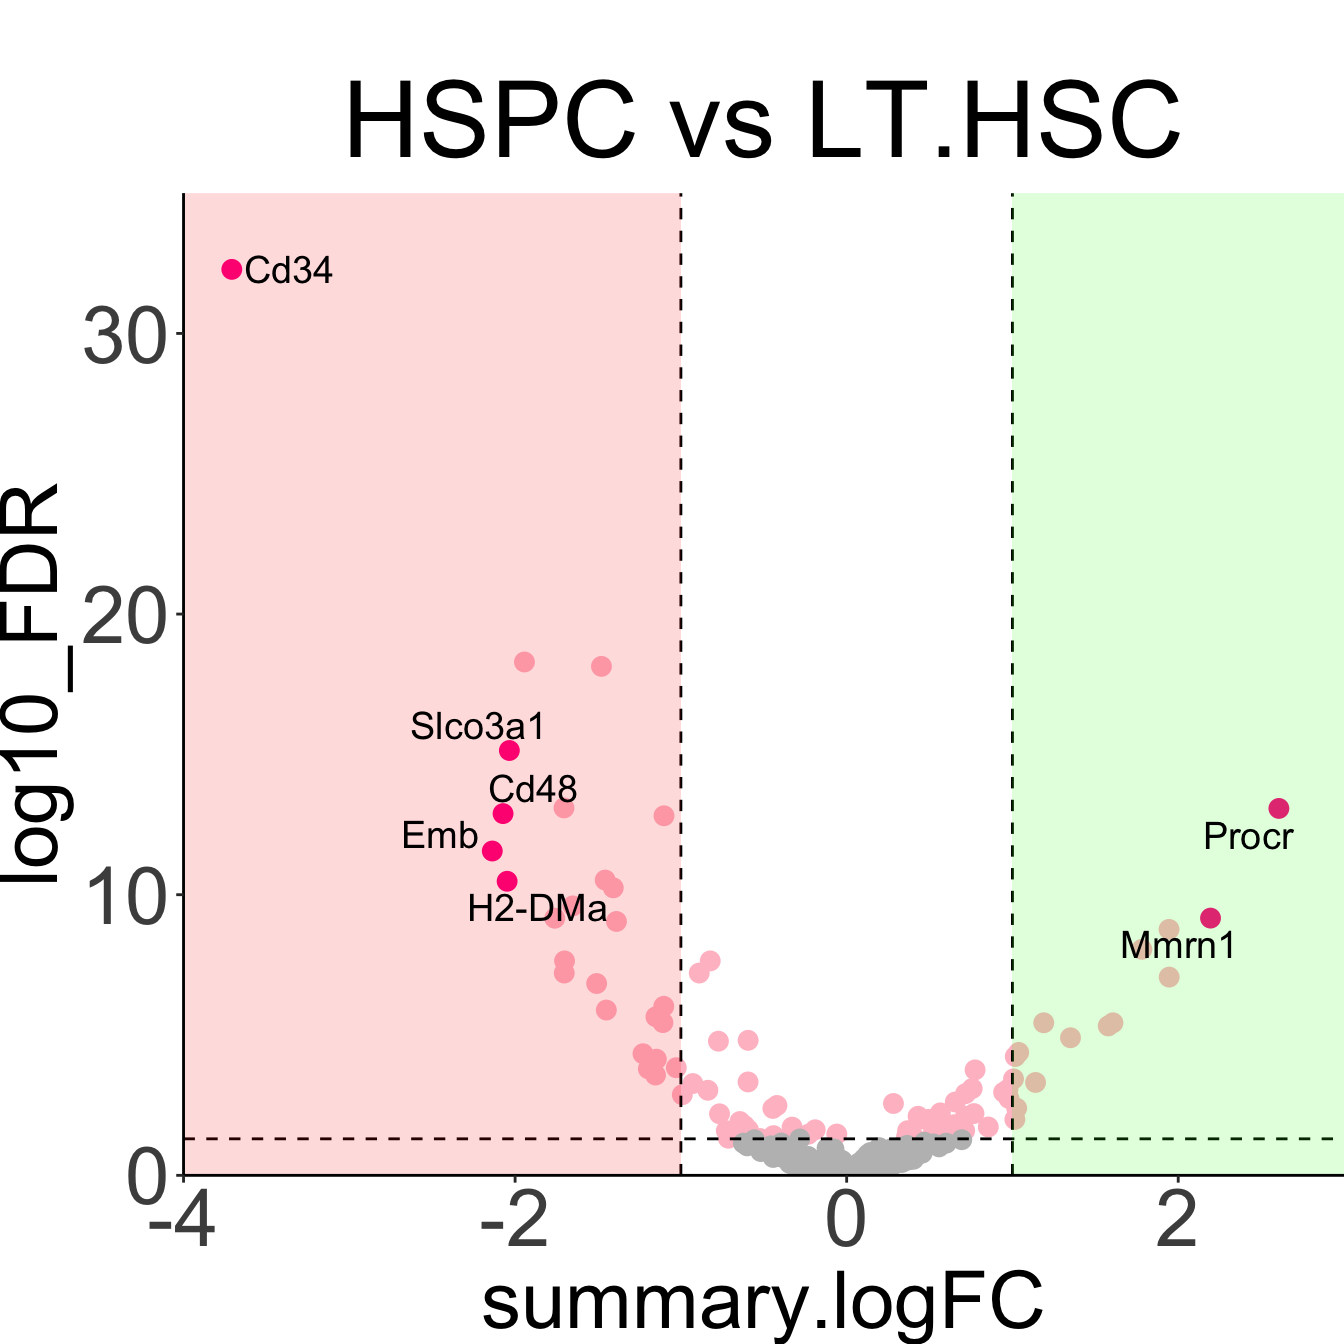 HSPC vs LT.HSC
Cd34
30
log10_FDR
20
Slco3a1
Cd48
Procr
Emb
10
H2-DMa
Mmrn1
0
-4
-2
0
2
summary.logFC